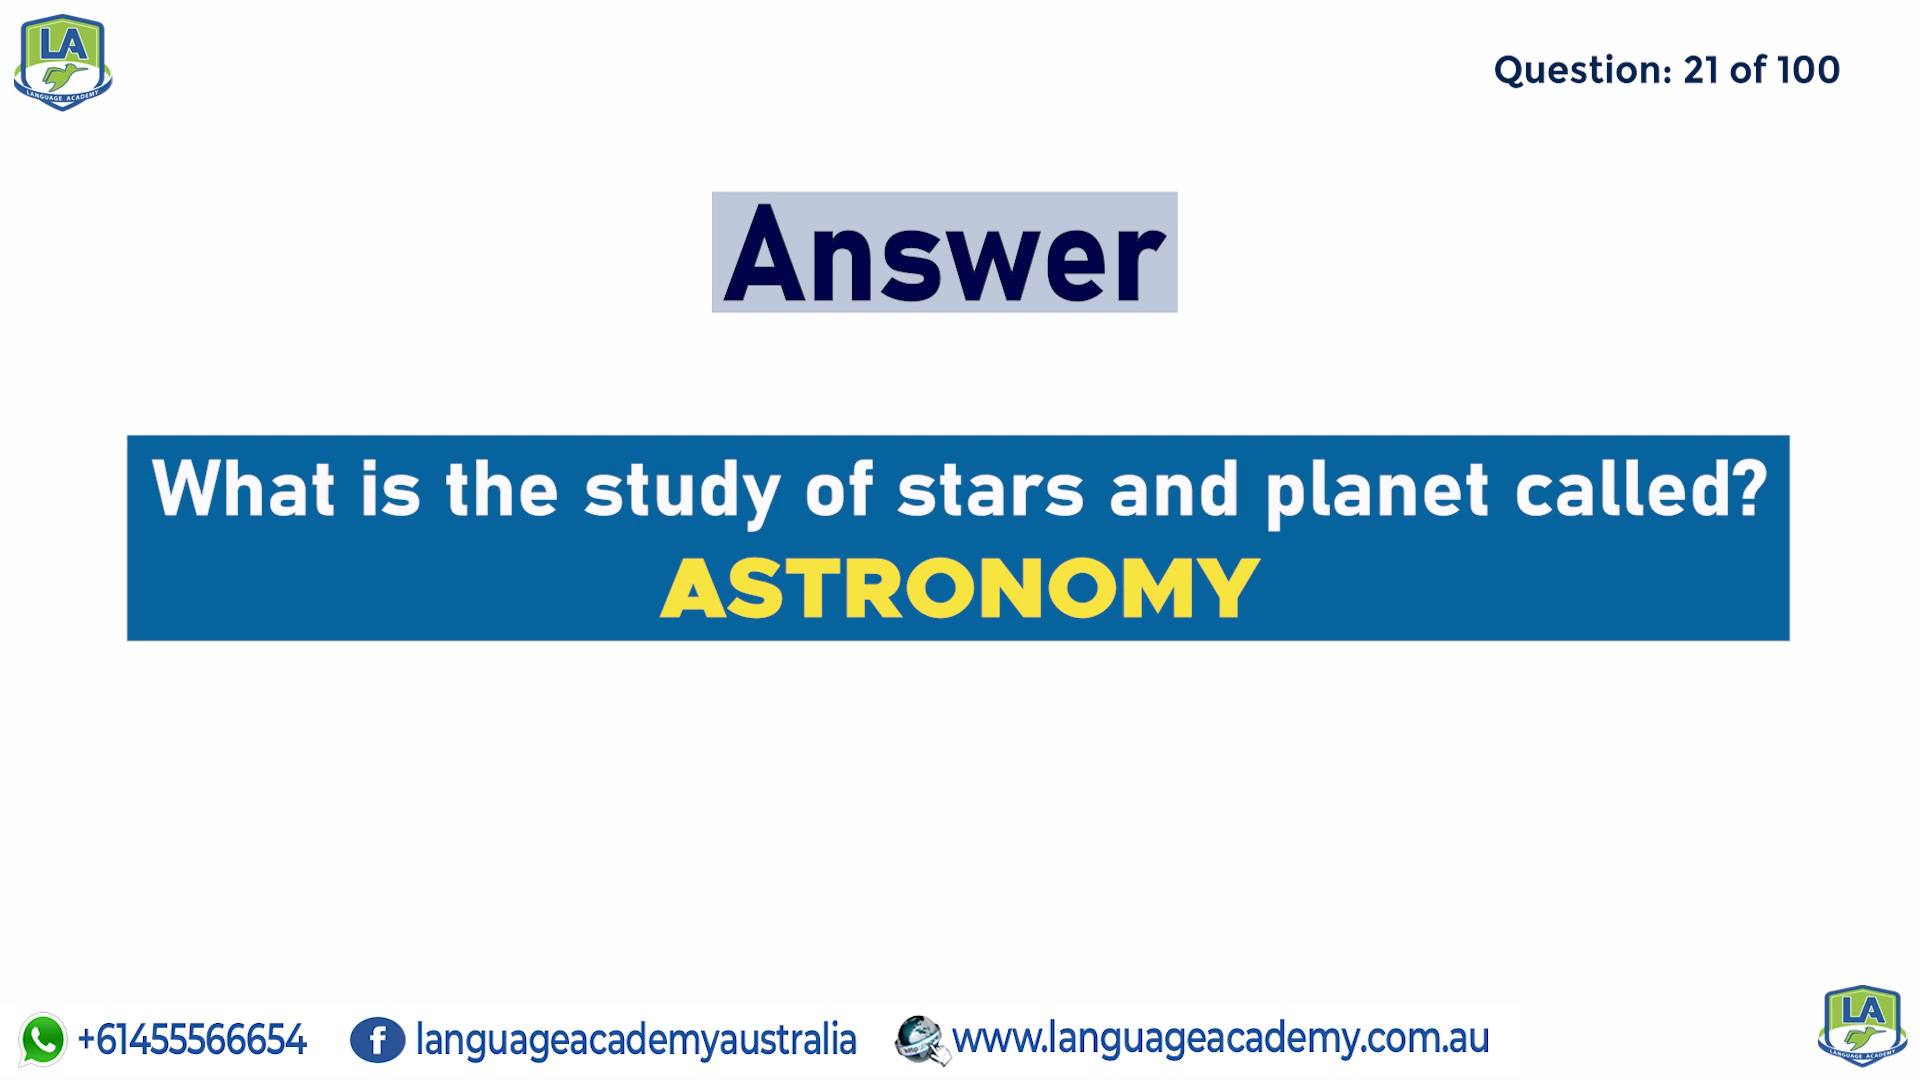 LA
LANGUAGE ACADEMY
Question: 21 of 100
Answer
What is the study of stars and planet called?
ASTRONOMY
+61455566654
languageacademyaustralia
www.languageacademy.com.au
LA
LANGUAGE ACADEMY